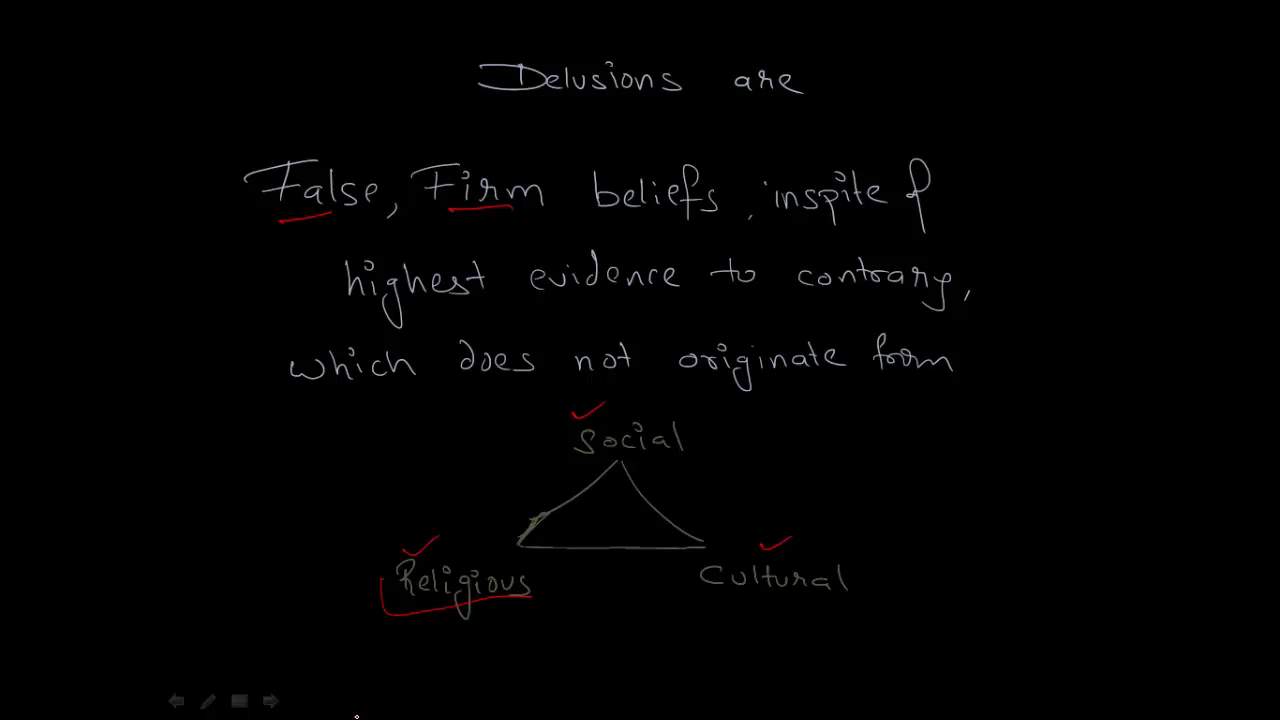 Delusions are
False, Firm beliefs, inspite of
highest evidence to contrary,
which does not originate form
Social
Religious Cultural